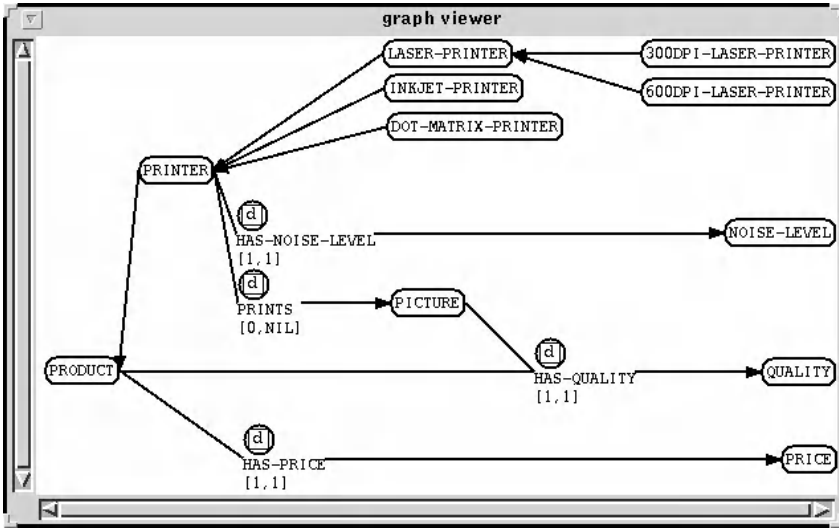 graph viewer
LASER-PRINTER
300DPI-LASER-PRINTER
INKJET-PRINTER
600DPI-LASER-PRINTER
DOT-MATRIX-PRINTER
PRINTER
d
HAS-NOISE-LEVEL
[1,1]
NOISE-LEVEL
d
PRINTS
[0,NIL]
PICTURE
d
HAS-QUALITY
[1,1]
PRODUCT
QUALITY
d
HAS-PRICE
[1,1]
PRICE